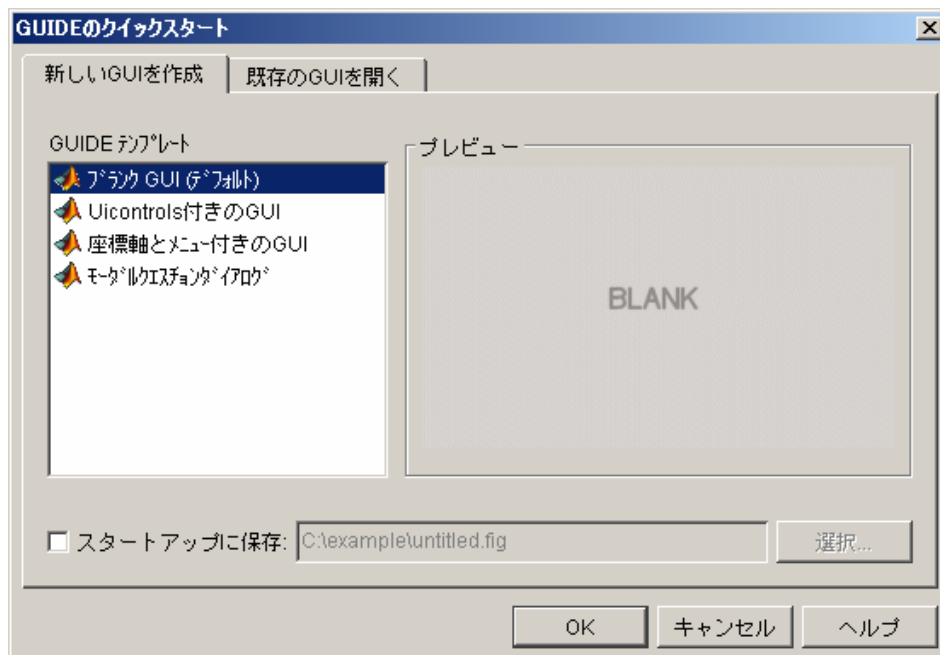 GUIDEのクイックスタート
新しいGUIを作成
既存のGUIを開く
GUIDE ﾃﾝﾌﾟﾚｰﾄ
ﾌﾞﾗﾝｸ GUI (ﾃﾞﾌｫﾙﾄ)
Uicontrols付きのGUI
座標軸とﾒﾆｭｰ付きのGUI
ﾓｰﾀﾞﾙｸｴｽﾁｮﾝﾀﾞｲｱﾛｸﾞ
プレビュー
BLANK
スタートアップに保存:
C:\example\untitled.fig
選択...
OK
キャンセル
ヘルプ